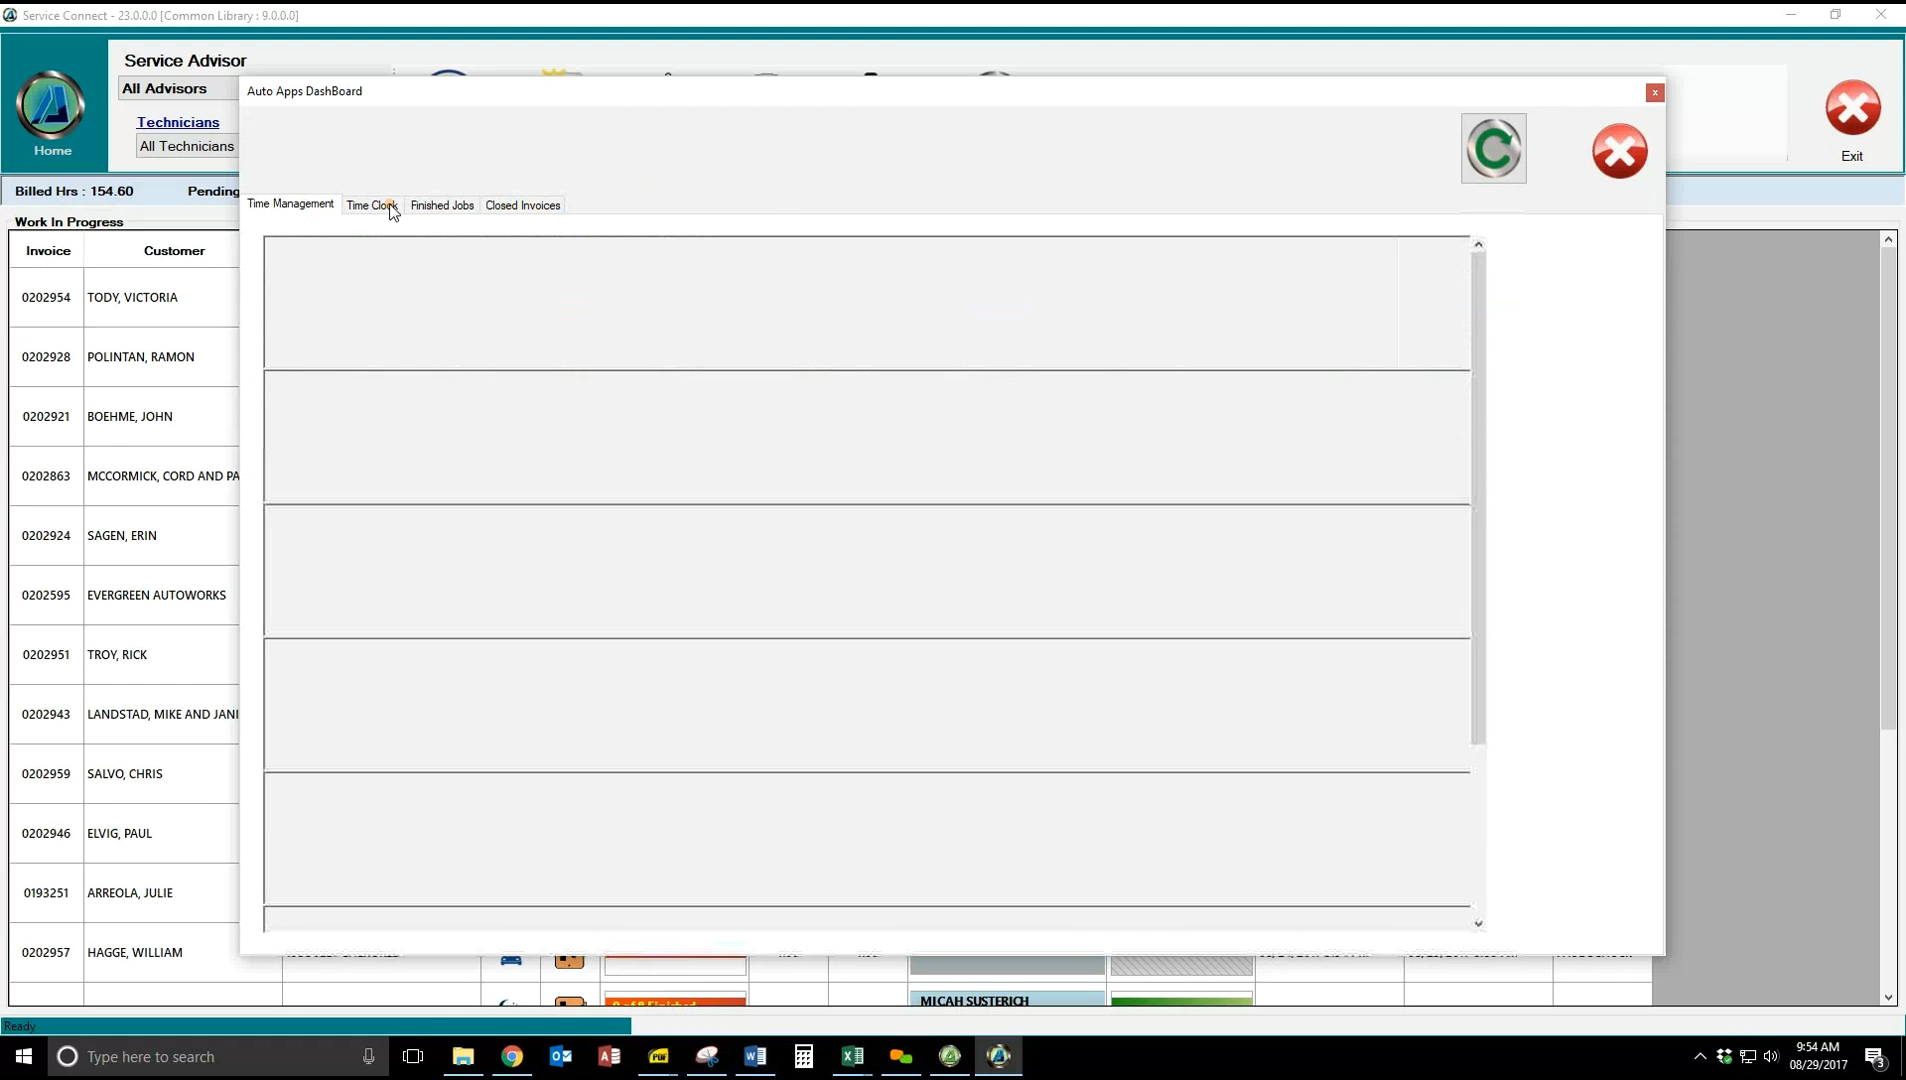 Service Connect - 23.0.0.0 [Common Library : 9.0.0.0]
Service Advisor
All Advisors
Technicians
All Technicians
Home
Exit
Auto Apps DashBoard
Billed Hrs : 154.60
Pending
Time Management
Time Clock
Finished Jobs
Closed Invoices
Work In Progress
Invoice
Customer
0202954
TODY, VICTORIA
0202928
POLINTAN, RAMON
0202921
BOEHME, JOHN
0202863
MCCORMICK, CORD AND PA
0202924
SAGEN, ERIN
0202595
EVERGREEN AUTOWORKS
0202951
TROY, RICK
0202943
LANDSTAD, MIKE AND JANI
0202959
SALVO, CHRIS
0202946
ELVIG, PAUL
0193251
ARREOLA, JULIE
0202957
HAGGE, WILLIAM
MICAH SUSTERICH
Ready
Type here to search
9:54 AM
08/29/2017
3